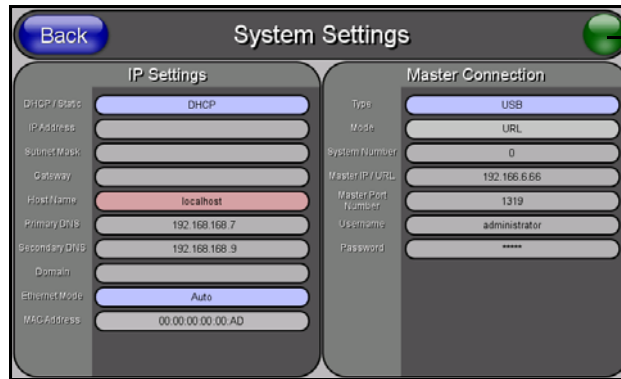 Back
System Settings
IP Settings
DHCP / Static
DHCP
IP Address
Subnet Mask
Gateway
Host Name
localhost
Primary DNS
192.168.168.7
Secondary DNS
192.168.168.9
Domain
Ethernet Mode
Auto
MAC Address
00:00:00:00:00:AD
Master Connection
Type
USB
Mode
URL
System Number
0
Master IP / URL
192.166.6.66
Master Port
Number
1319
Username
administrator
Password
*****